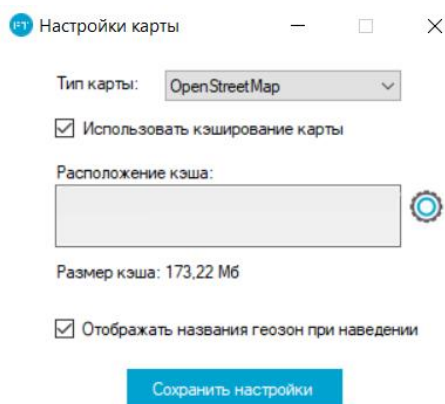 FT Настройки карты
Тип карты: OpenStreetMap
Использовать кэширование карты
Расположение кэша:
Размер кэша: 173,22 Мб
Отображать названия геозон при наведении
Сохранить настройки